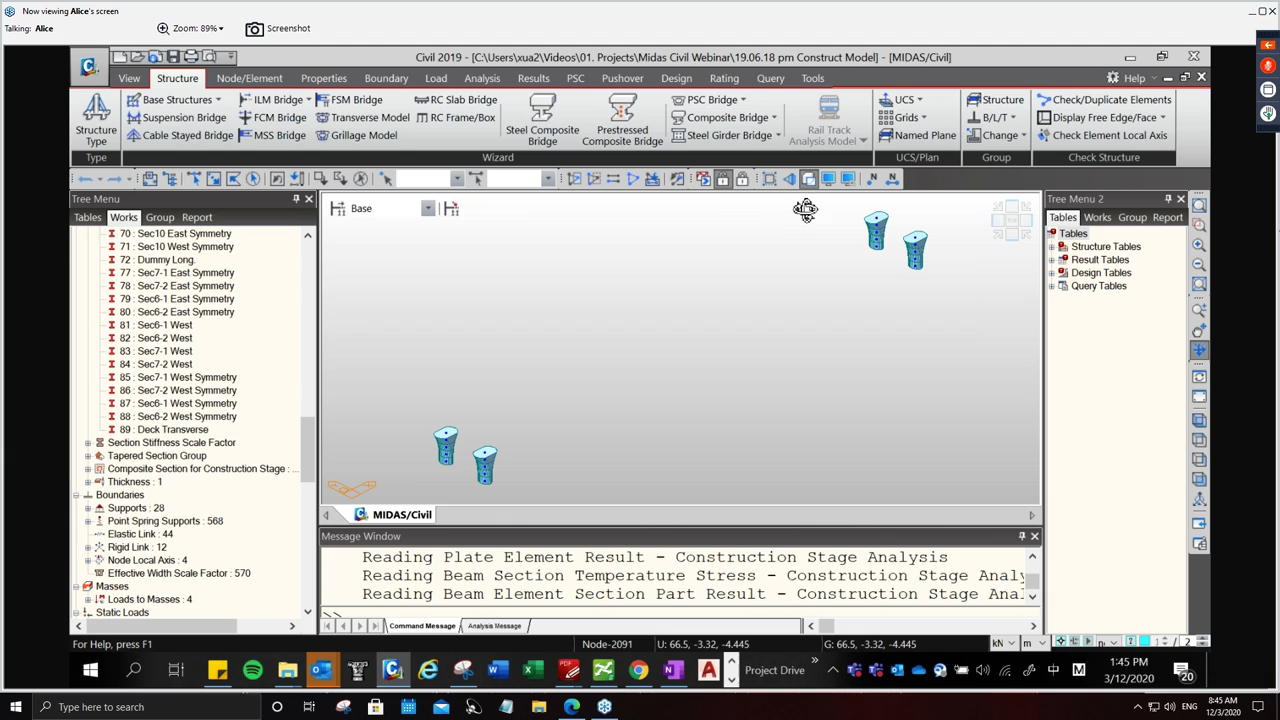 Now viewing Alice's screen
Talking: Alice
Zoom: 89%
Screenshot
Civil 2019 - [C:\Users\xua2\Videos\01. Projects\Midas Civil Webinar\19.06.18 pm Construct Model] - [MIDAS/Civil]
View Structure Node/Element Properties Boundary Load Analysis Results PSC Pushover Design Rating Query Tools Help
Structure Type
Type
Base Structures ILM Bridge FSM Bridge RC Slab Bridge
Suspension Bridge FCM Bridge Transverse Model RC Frame/Box
Cable Stayed Bridge MSS Bridge Grillage Model
Steel Composite Bridge
Prestressed Composite Bridge
PSC Bridge
Composite Bridge
Steel Girder Bridge
Rail Track Analysis Model
Wizard
UCS
Grids
Named Plane
UCS/Plan
Structure
B/L/T
Change
Group
Check/Duplicate Elements
Display Free Edge/Face
Check Element Local Axis
Check Structure
Tree Menu
Tables Works Group Report
70: Sec10 East Symmetry
71: Sec10 West Symmetry
72: Dummy Long.
77: Sec7-1 East Symmetry
78: Sec7-2 East Symmetry
79: Sec6-1 East Symmetry
80: Sec6-2 East Symmetry
81: Sec6-1 West
82: Sec6-2 West
83: Sec7-1 West
84: Sec7-2 West
85: Sec7-1 West Symmetry
86: Sec7-2 West Symmetry
87: Sec6-1 West Symmetry
88: Sec6-2 West Symmetry
89: Deck Transverse
Section Stiffness Scale Factor
Tapered Section Group
Composite Section for Construction Stage : ...
Thickness : 1
Boundaries
Supports : 28
Point Spring Supports : 568
Elastic Link : 44
Rigid Link : 12
Node Local Axis : 4
Effective Width Scale Factor : 570
Masses
Loads to Masses : 4
Static Loads
Base
MIDAS/Civil
Message Window
Reading Plate Element Result - Construction Stage Analysis
Reading Beam Section Temperature Stress - Construction Stage Analy
Reading Beam Element Section Part Result - Construction Stage Anal
>>
Command Message Analysis Message
Tree Menu 2
Tables Works Group Report
Tables
Structure Tables
Result Tables
Design Tables
Query Tables
For Help, press F1
Node-2091
U: 66.5, -3.32, -4.445
G: 66.5, -3.32, -4.445
kN m
1 / 2
Project Drive
中
1:45 PM
3/12/2020
20
Type here to search
ENG
8:45 AM
12/3/2020